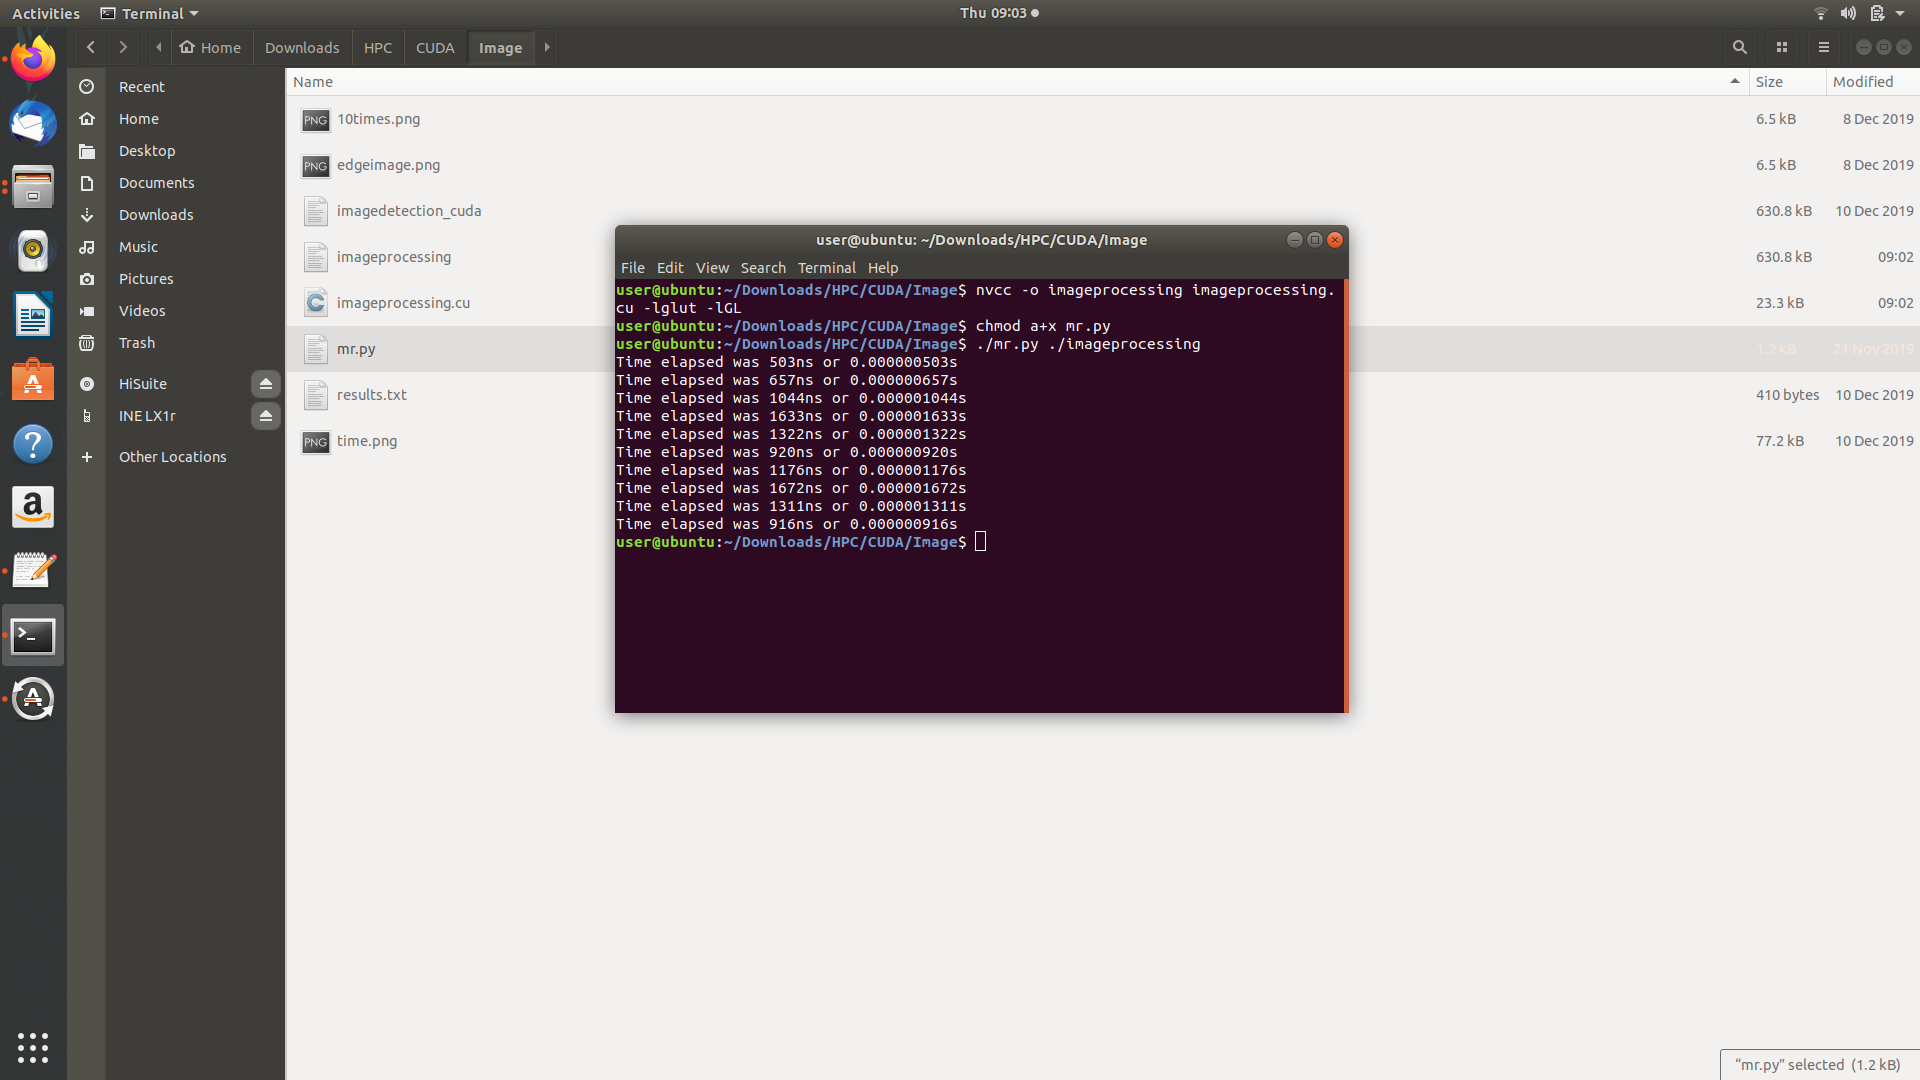 Activities
Terminal
Thu 09:03
Home
Downloads
HPC
CUDA
Image
Recent
Home
Desktop
Documents
Downloads
Music
Pictures
Videos
Trash
HiSuite
INE LX1r
Other Locations
Name
Size
Modified
PNG 10times.png 6.5 kB 8 Dec 2019
PNG edgeimage.png 6.5 kB 8 Dec 2019
imagedetection_cuda 630.8 kB 10 Dec 2019
imageprocessing 630.8 kB 09:02
imageprocessing.cu 23.3 kB 09:02
mr.py 1.2 kB 21 Nov 2019
results.txt 410 bytes 10 Dec 2019
PNG time.png 77.2 kB 10 Dec 2019
user@ubuntu: ~/Downloads/HPC/CUDA/Image
File Edit View Search Terminal Help
user@ubuntu:~/Downloads/HPC/CUDA/Image$ nvcc -o imageprocessing imageprocessing.
cu -lglut -lGL
user@ubuntu:~/Downloads/HPC/CUDA/Image$ chmod a+x mr.py
user@ubuntu:~/Downloads/HPC/CUDA/Image$ ./mr.py ./imageprocessing
Time elapsed was 503ns or 0.000000503s
Time elapsed was 657ns or 0.000000657s
Time elapsed was 1044ns or 0.000001044s
Time elapsed was 1633ns or 0.000001633s
Time elapsed was 1322ns or 0.000001322s
Time elapsed was 920ns or 0.000000920s
Time elapsed was 1176ns or 0.000001176s
Time elapsed was 1672ns or 0.000001672s
Time elapsed was 1311ns or 0.000001311s
Time elapsed was 916ns or 0.000000916s
user@ubuntu:~/Downloads/HPC/CUDA/Image$
“mr.py” selected (1.2 kB)